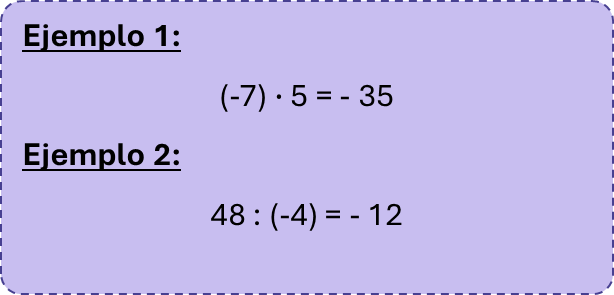 Ejemplo 1:
(-7) · 5 = - 35
Ejemplo 2:
48 : (-4) = - 12